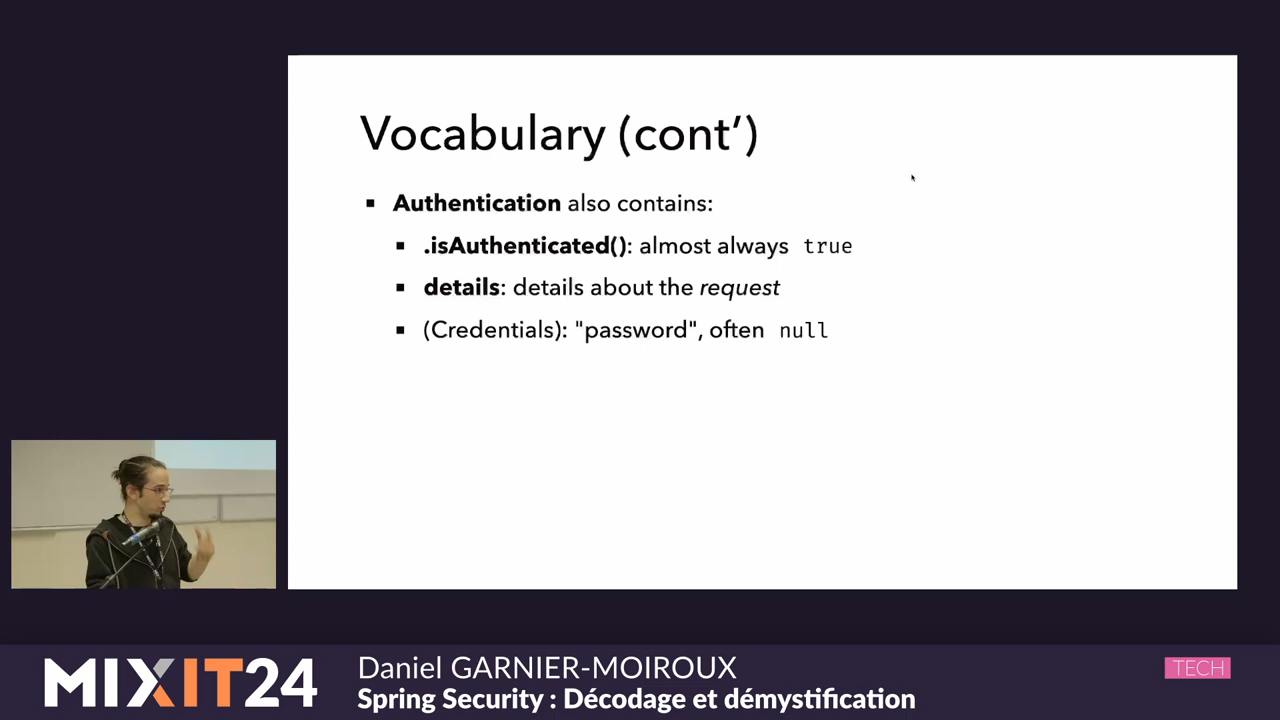 Vocabulary (cont’)
▪ Authentication also contains:
▪ .isAuthenticated(): almost always true
▪ details: details about the request
▪ (Credentials): "password", often null
MIXIT24
Daniel GARNIER-MOIROUX
Spring Security : Décodage et démystification
TECH